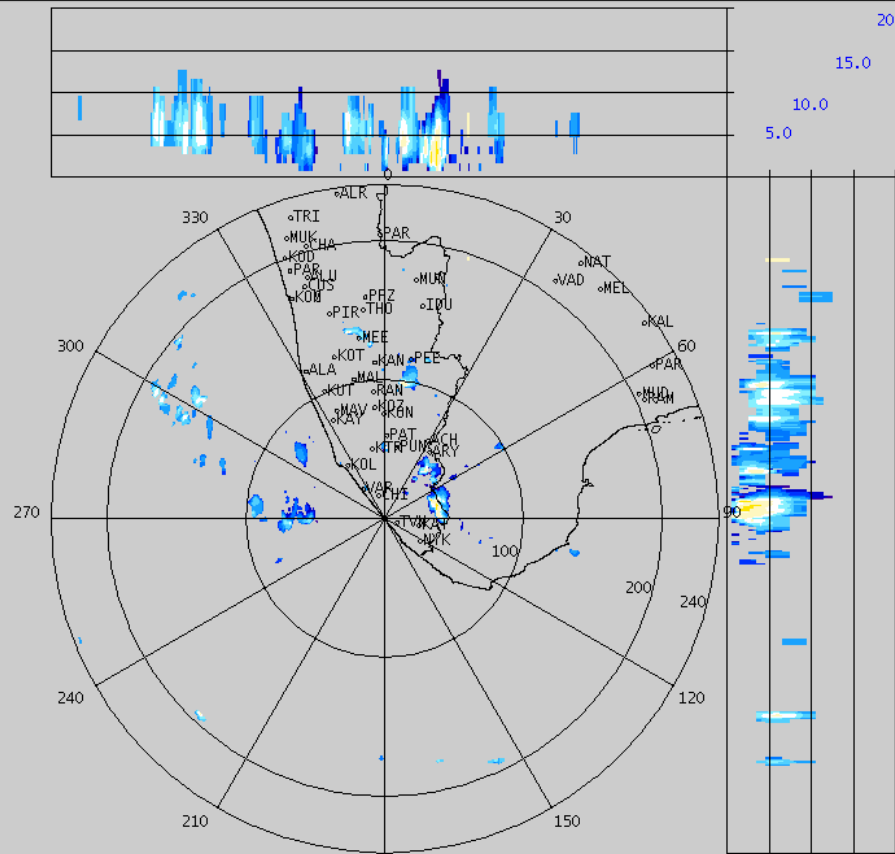 20
15.0
10.0
5.0
0
ALR
330
TRI
30
PAR
MUK
CHA
KOD
NAT
PAR
ALU
MUN
VAD
CUS
MEL
KOM
PFZ
IDU
PIR
THO
KAL
MEE
300
KOT
KAN
PEE
60
ALA
MAL
PAR
KUT
RAN
MUD
RAM
KOZ
MAV
KON
KAY
PAT
ACH
KTR
PUN
ARY
KOL
VAR
CHI
270
TVM
KAT
90
NYK
100
200
240
240
120
210
150